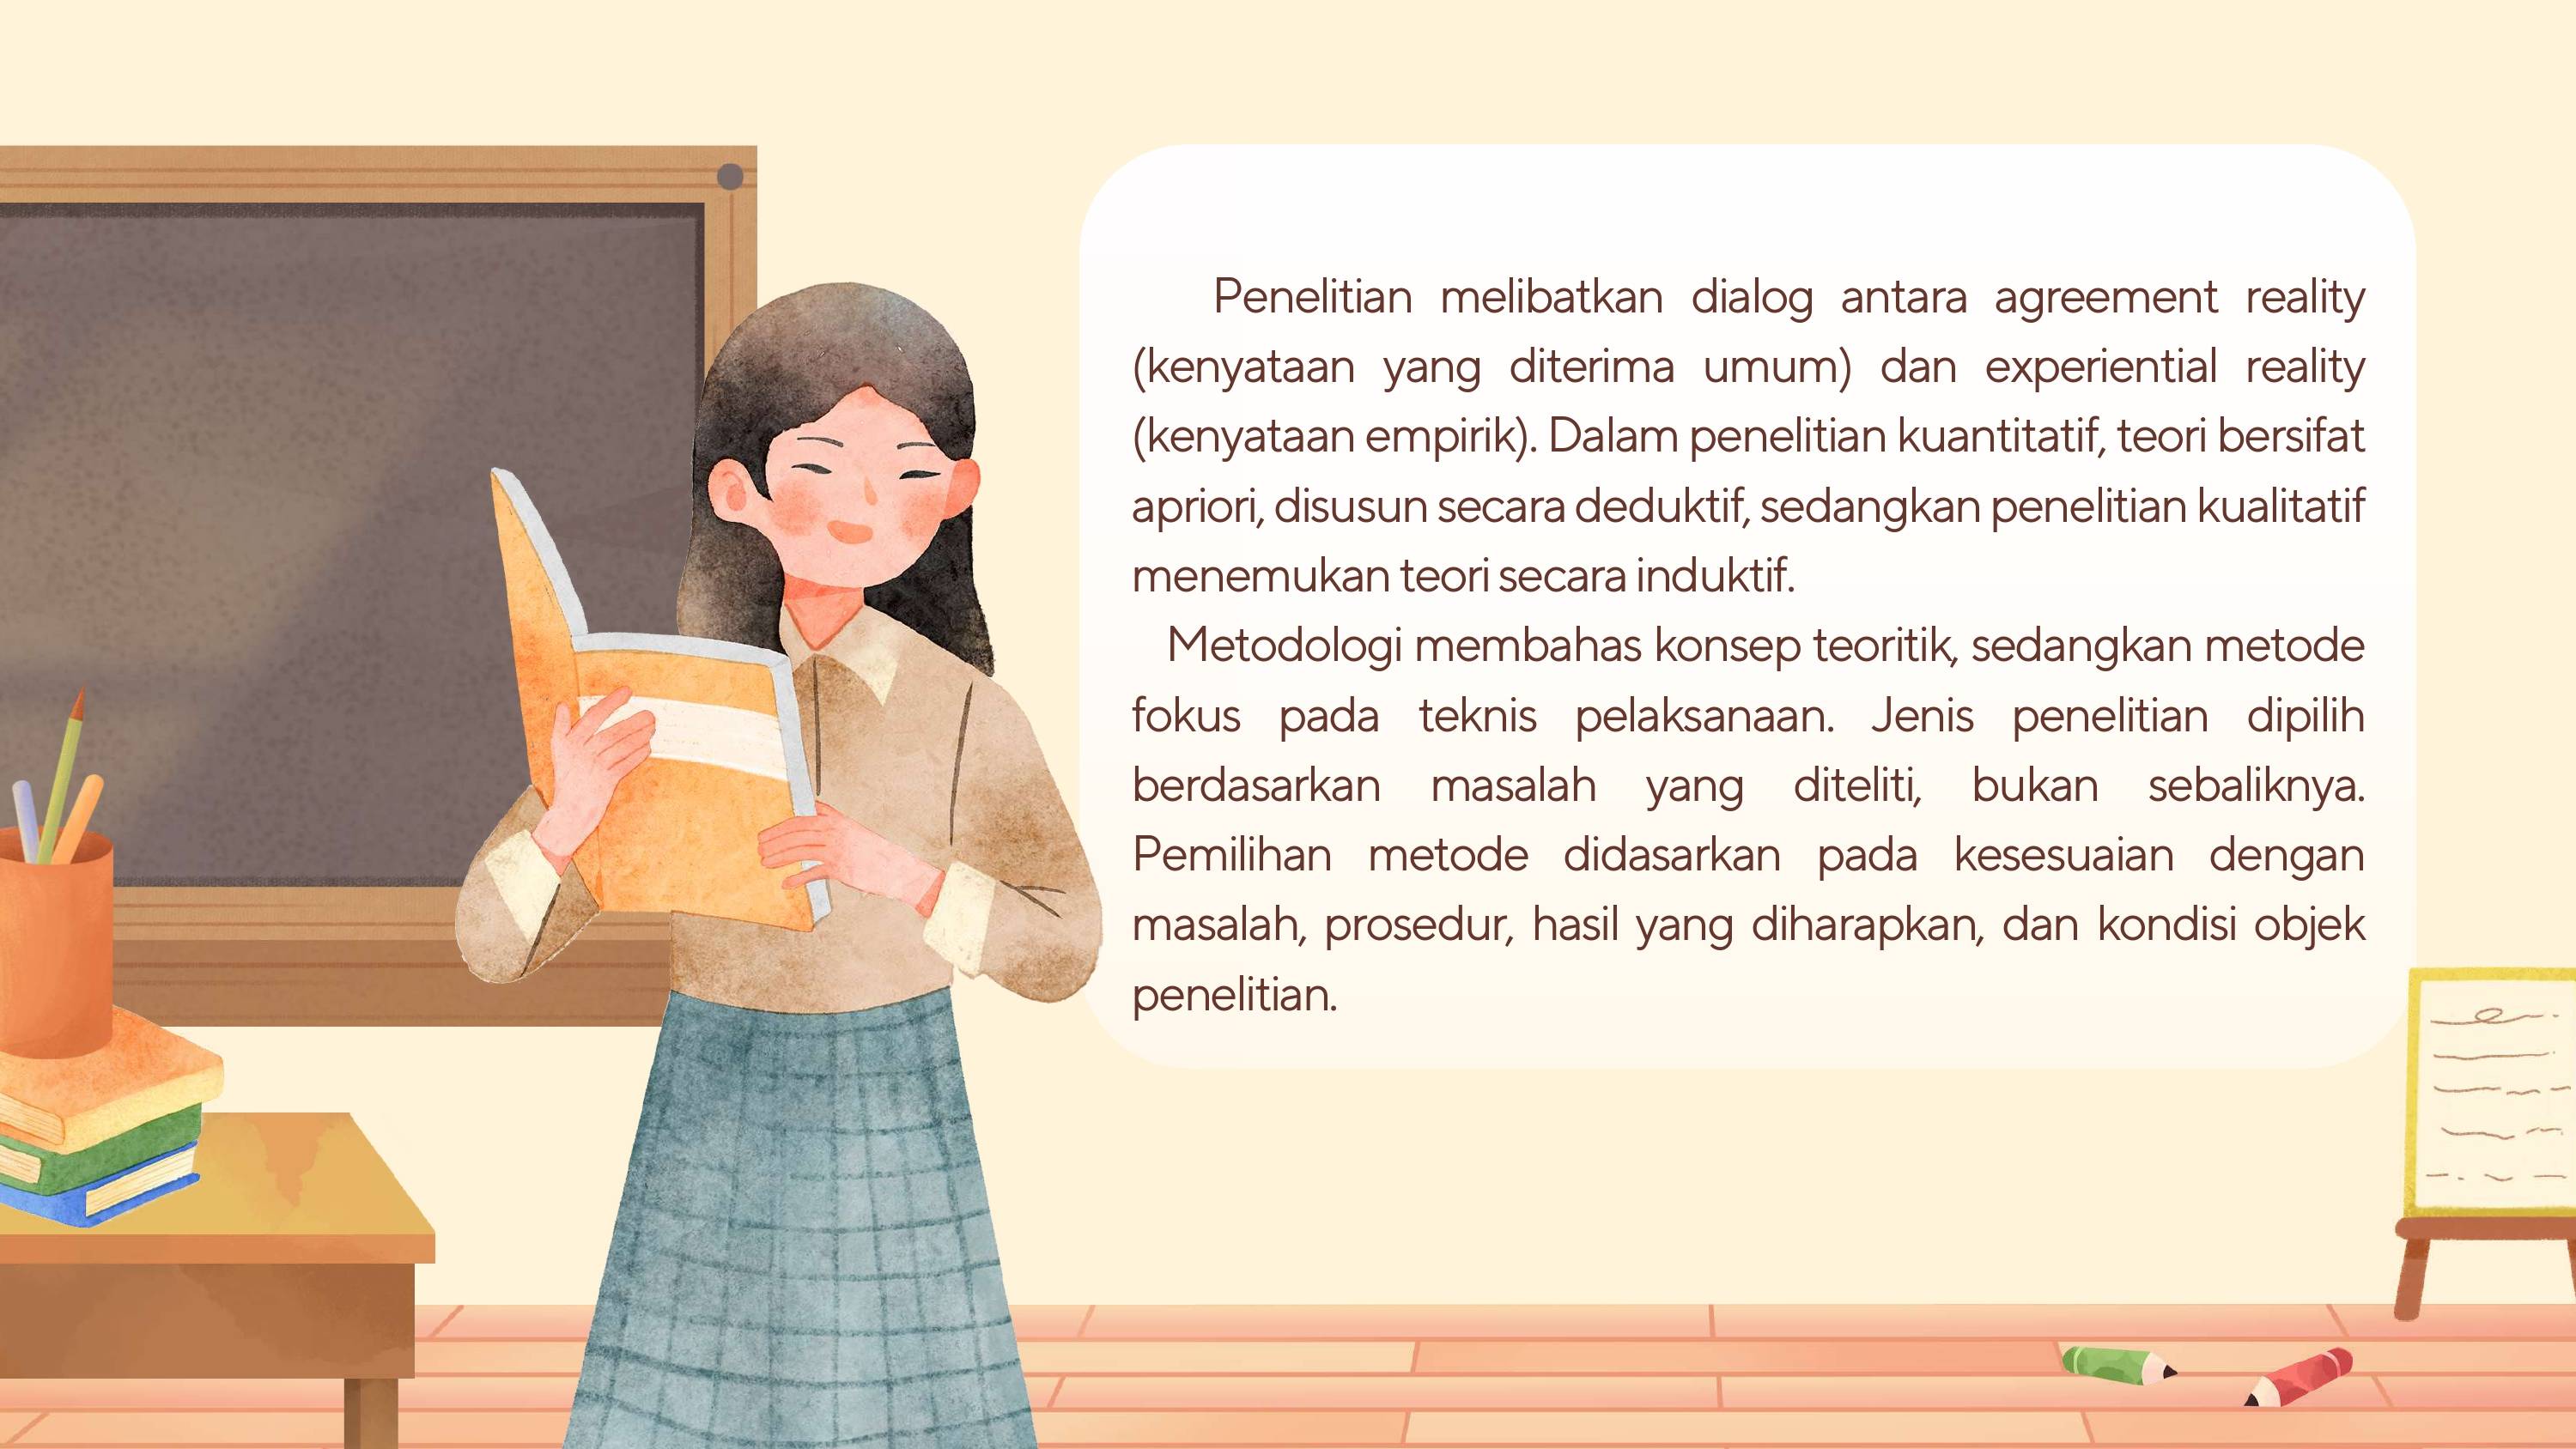 Penelitian melibatkan dialog antara agreement reality
(kenyataan yang diterima umum) dan experiential reality
(kenyataan empirik). Dalam penelitian kuantitatif, teori bersifat
apriori, disusun secara deduktif, sedangkan penelitian kualitatif
menemukan teori secara induktif.
Metodologi membahas konsep teoritik, sedangkan metode
fokus pada teknis pelaksanaan. Jenis penelitian dipilih
berdasarkan masalah yang diteliti, bukan sebaliknya.
Pemilihan metode didasarkan pada kesesuaian dengan
masalah, prosedur, hasil yang diharapkan, dan kondisi objek
penelitian.